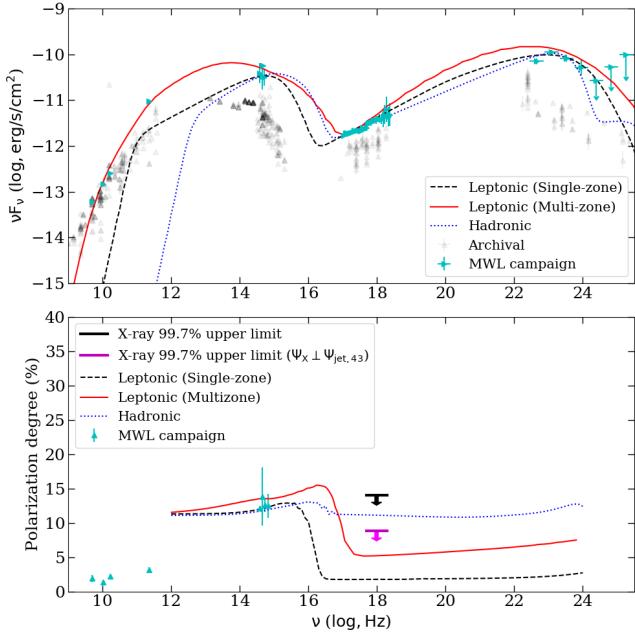 −9
−10
−11
−12
−13
−14
−15
νFν (log, erg/s/cm²)
Leptonic (Single-zone)
Leptonic (Multi-zone)
Hadronic
Archival
MWL campaign
10 12 14 16 18 20 22 24
40
35
30
25
20
15
10
5
0
Polarization degree (%)
X-ray 99.7% upper limit
X-ray 99.7% upper limit (ΨX ⊥ Ψjet, 43)
Leptonic (Single-zone)
Leptonic (Multizone)
Hadronic
MWL campaign
10 12 14 16 18 20 22 24
ν (log, Hz)